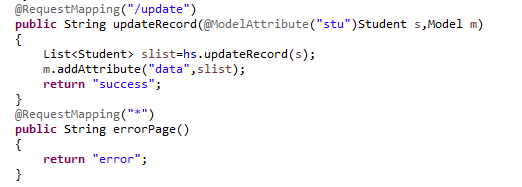 @RequestMapping("/update")
public String updateRecord(@ModelAttribute("stu")Student s,Model m)
{
List<Student> slist=hs.updateRecord(s);
m.addAttribute("data",slist);
return "success";
}
@RequestMapping("*")
public String errorPage()
{
return "error";
}